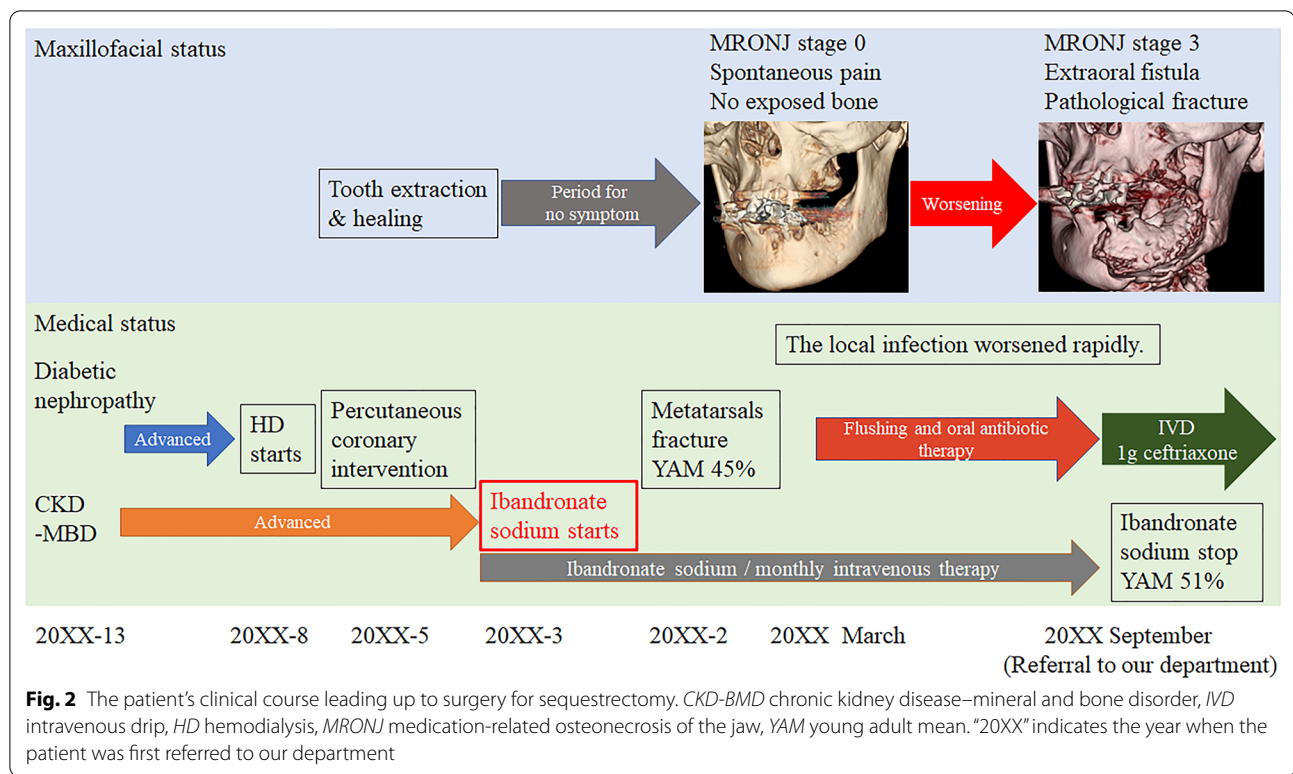 Maxillofacial status
MRONJ stage 0
Spontaneous pain
No exposed bone
MRONJ stage 3
Extraoral fistula
Pathological fracture
Tooth extraction
& healing
Period for
no symptom
Worsening
Medical status
The local infection worsened rapidly.
Diabetic
nephropathy
Advanced
HD
starts
Percutaneous
coronary
intervention
Metatarsals
fracture
YAM 45%
Flushing and oral antibiotic
therapy
IVD
1g ceftriaxone
CKD
-MBD
Advanced
Ibandronate
sodium starts
Ibandronate sodium / monthly intravenous therapy
Ibandronate
sodium stop
YAM 51%
20XX-13
20XX-8
20XX-5
20XX-3
20XX-2
20XX March
20XX September
(Referral to our department)
Fig. 2 The patient's clinical course leading up to surgery for sequestrectomy. CKD-BMD chronic kidney disease–mineral and bone disorder, IVD
intravenous drip, HD hemodialysis, MRONJ medication-related osteonecrosis of the jaw, YAM young adult mean. "20XX" indicates the year when the
patient was first referred to our department